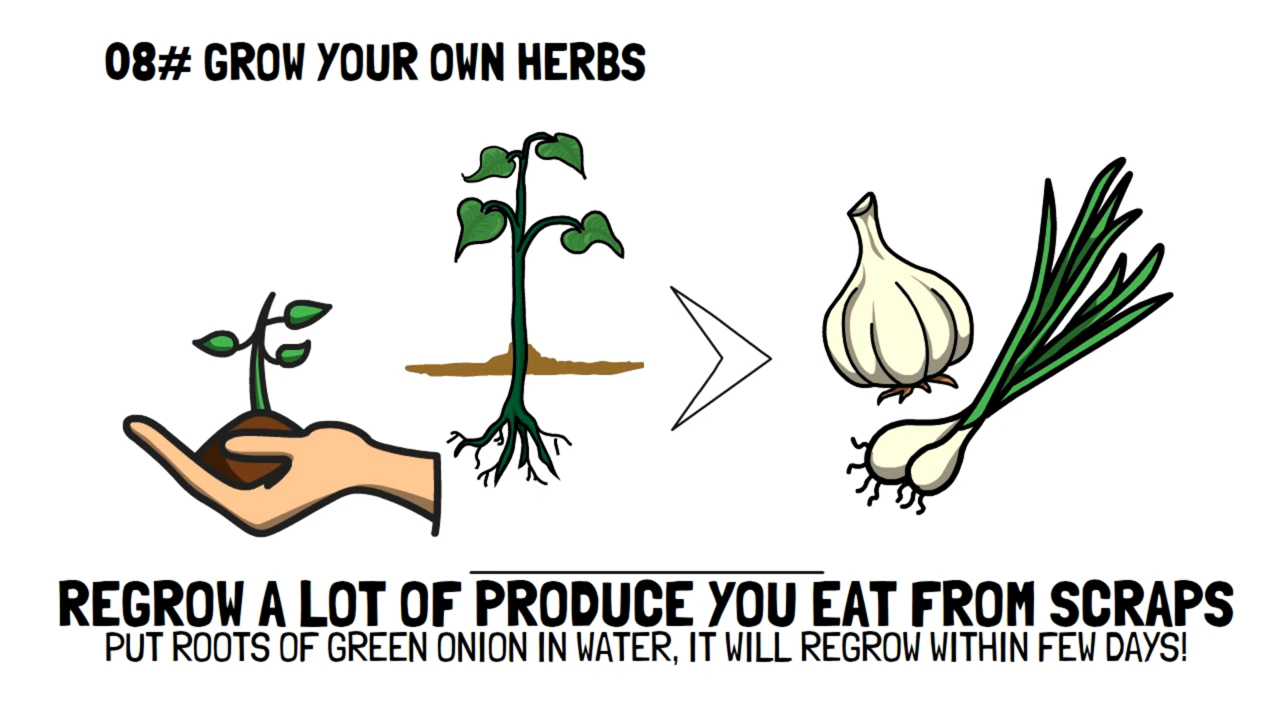 08# GROW YOUR OWN HERBS
REGROW A LOT OF PRODUCE YOU EAT FROM SCRAPS
PUT ROOTS OF GREEN ONION IN WATER, IT WILL REGROW WITHIN FEW DAYS!